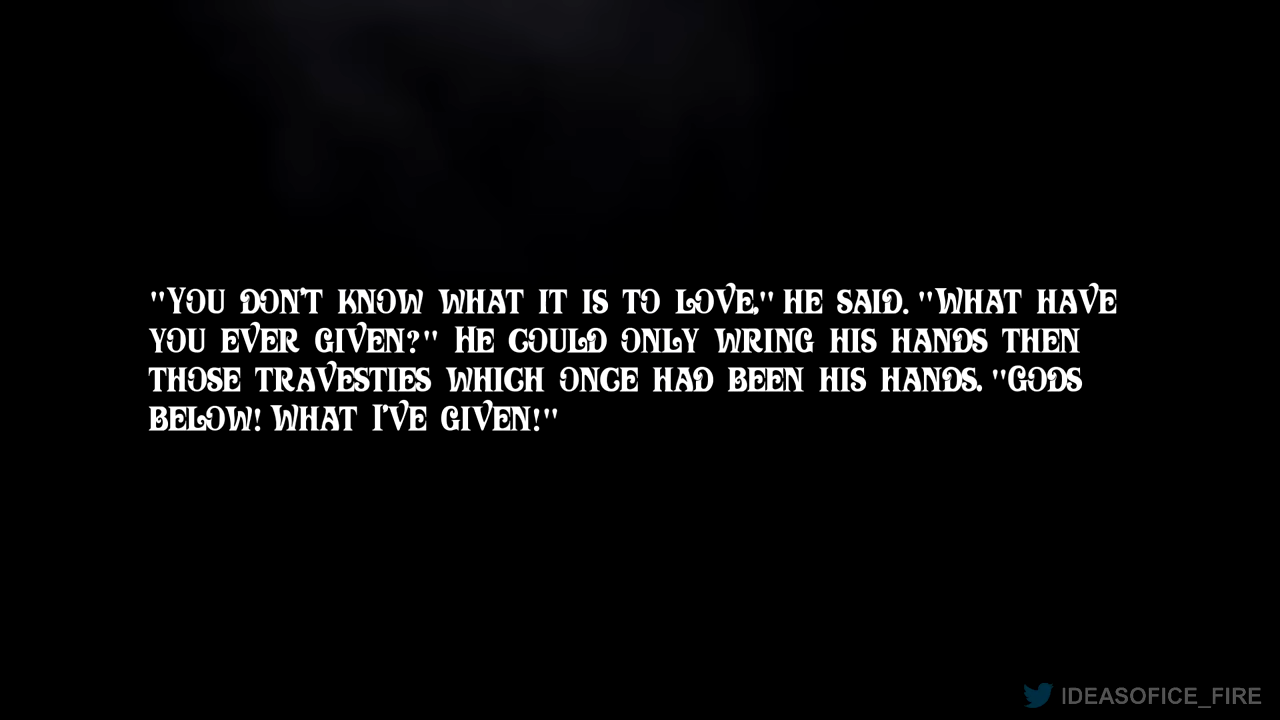 "You don't know what it is to love," he said. "What have
you ever given?" He could only wring his hands then
those travesties which once had been his hands. "Gods
below! What I've given!"
IDEASOFICE_FIRE